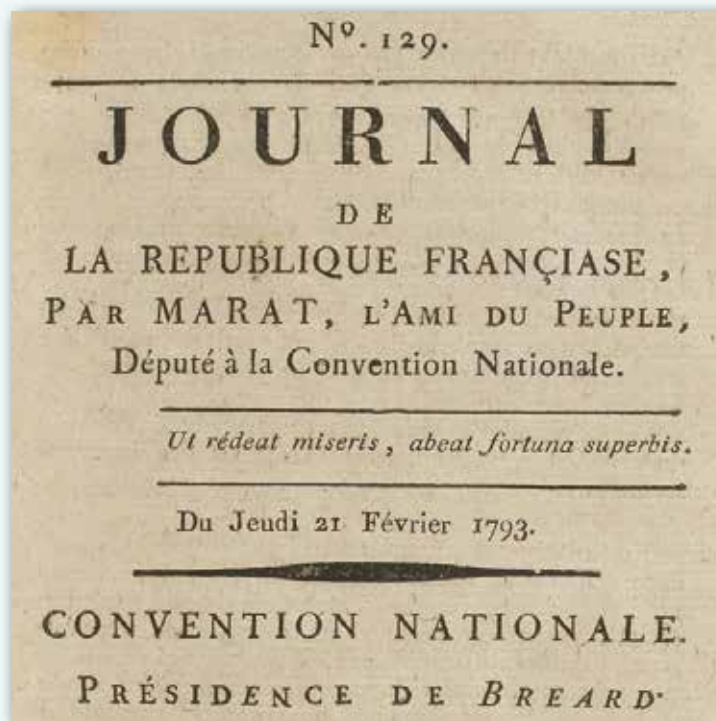 Nº. 129.
JOURNAL
DE
LA REPUBLIQUE FRANÇIASE,
PAR MARAT, L'AMI DU PEUPLE,
Député à la Convention Nationale.
Ut rédeat miseris, abeat fortuna superbis.
Du Jeudi 21 Février 1793.
CONVENTION NATIONALE.
PRÉSIDENCE DE BREARD.